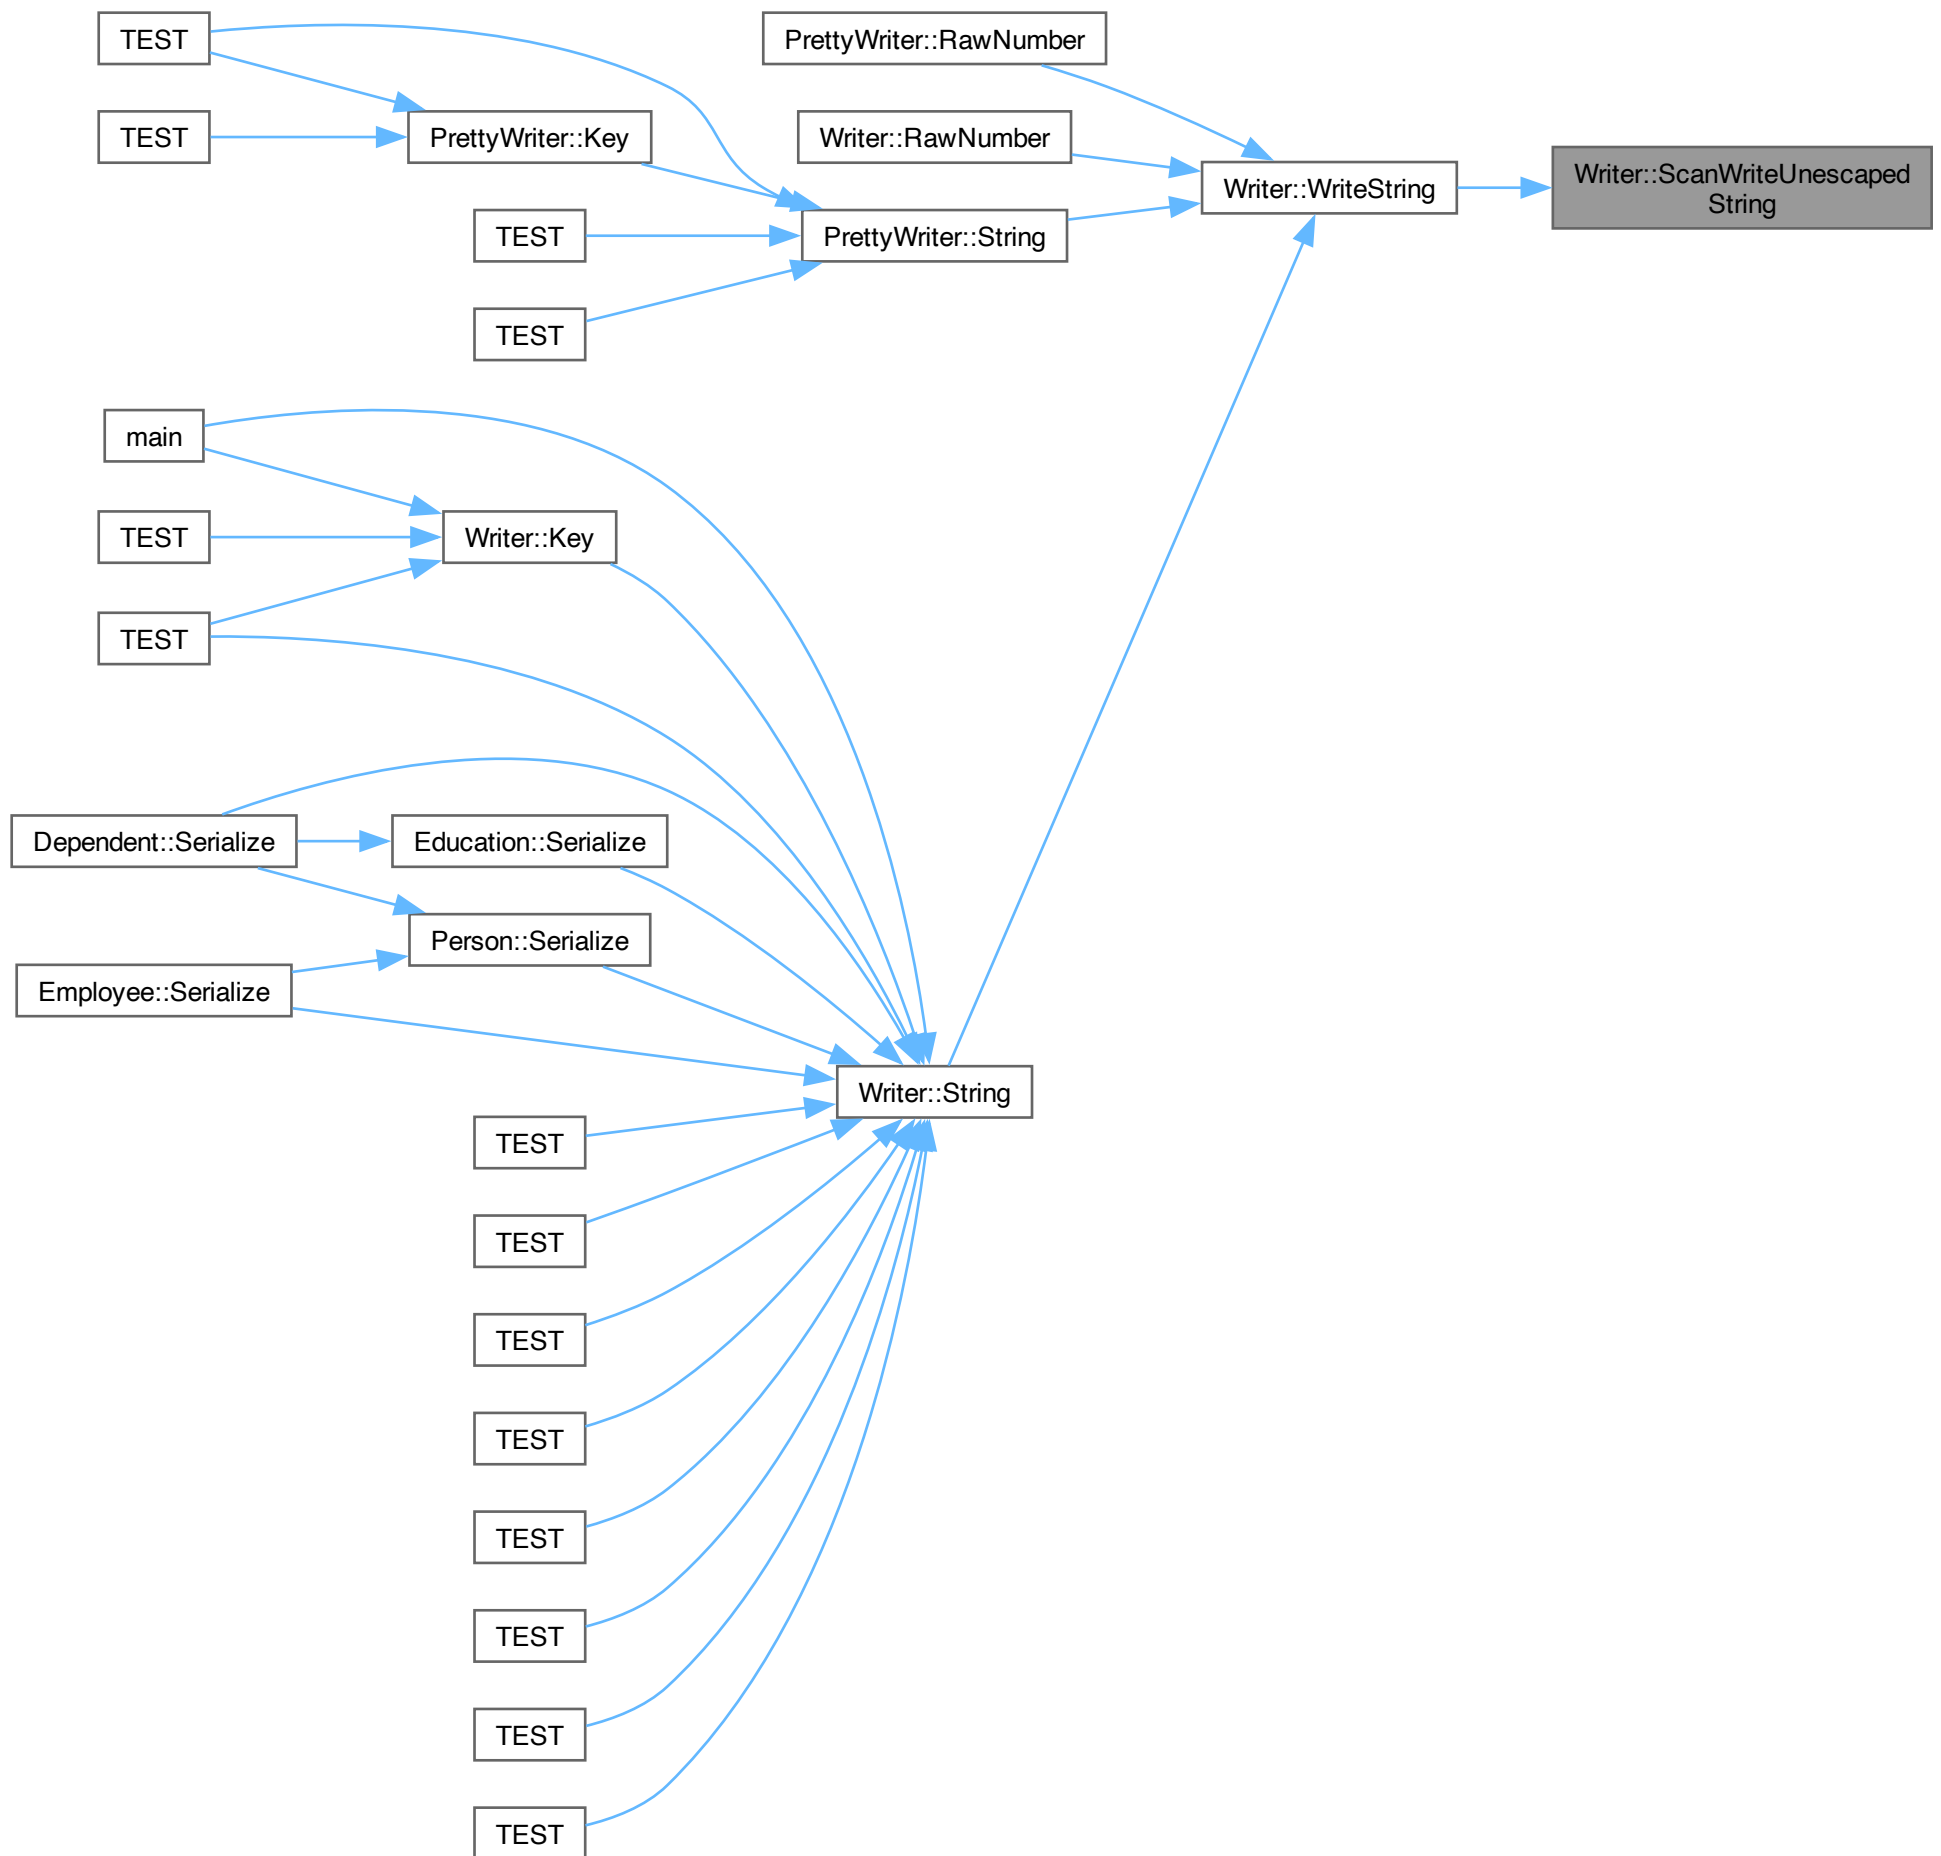 TEST
PrettyWriter::RawNumber
TEST
PrettyWriter::Key
Writer::RawNumber
Writer::WriteString
Writer::ScanWriteUnescaped
String
TEST
PrettyWriter::String
TEST
main
TEST
Writer::Key
TEST
Dependent::Serialize
Education::Serialize
Person::Serialize
Employee::Serialize
Writer::String
TEST
TEST
TEST
TEST
TEST
TEST
TEST
TEST